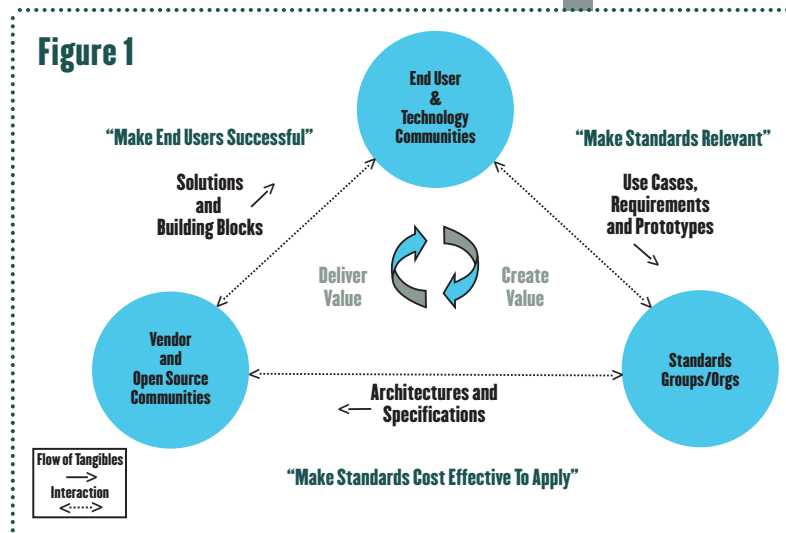 Figure 1
End User
&
Technology
Communities
“Make End Users Successful”
“Make Standards Relevant”
Solutions
and
Building Blocks
Use Cases,
Requirements
and Prototypes
Deliver
Value
Create
Value
Vendor
and
Open Source
Communities
Standards
Groups/Orgs
Architectures and
Specifications
Flow of Tangibles
Interaction
“Make Standards Cost Effective To Apply”